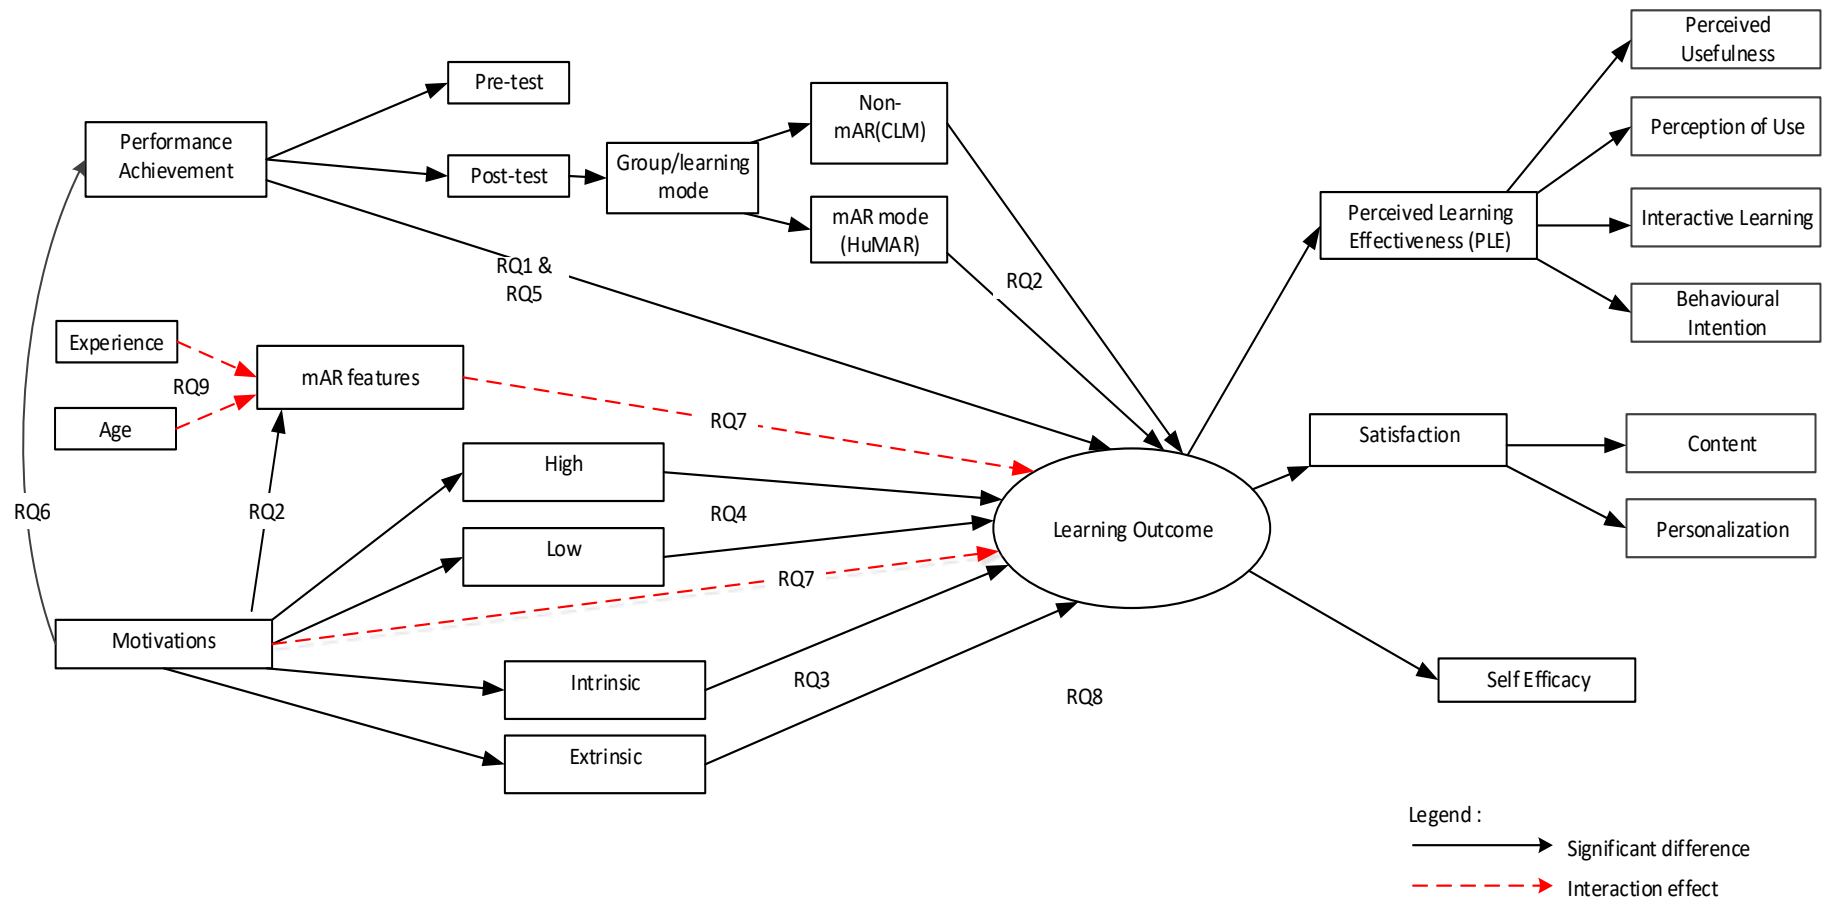 Perceived
Usefulness
Pre-test
Non-
mAR(CLM)
Perception of Use
Performance
Achievement
Post-test
Group/learning
mode
mAR mode
(HuMAR)
Perceived Learning
Effectiveness (PLE)
Interactive Learning
RQ1 &
RQ5
RQ2
Behavioural
Intention
Experience
RQ9
mAR features
Age
RQ7
Satisfaction
Content
High
RQ6
RQ2
RQ4
Low
Learning Outcome
Personalization
RQ7
Motivations
Intrinsic
RQ3
RQ8
Self Efficacy
Extrinsic
Legend :
Significant difference
Interaction effect